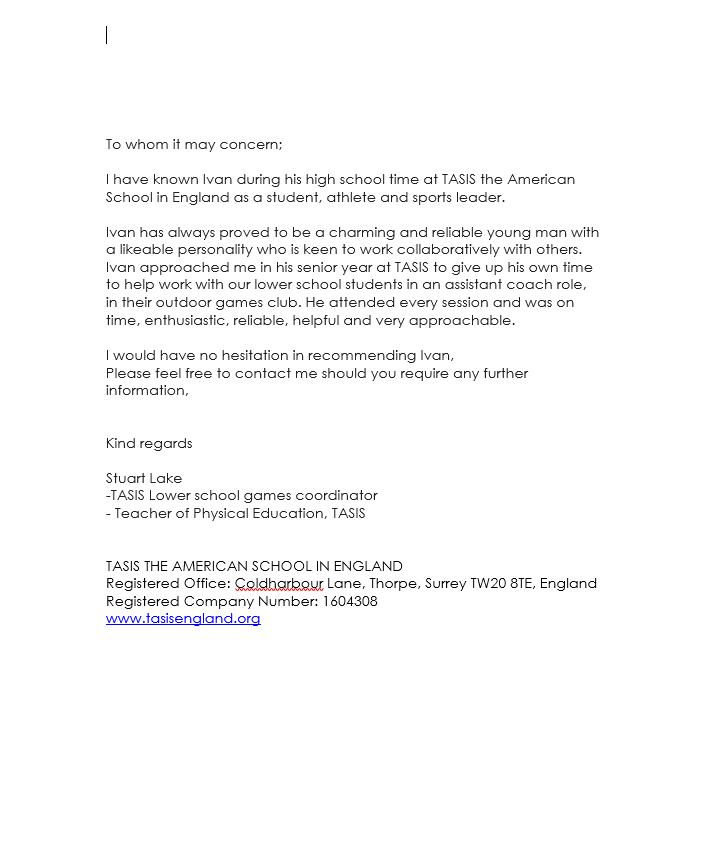 To whom it may concern;
I have known Ivan during his high school time at TASIS the American
School in England as a student, athlete and sports leader.
Ivan has always proved to be a charming and reliable young man with
a likeable personality who is keen to work collaboratively with others.
Ivan approached me in his senior year at TASIS to give up his own time
to help work with our lower school students in an assistant coach role,
in their outdoor games club. He attended every session and was on
time, enthusiastic, reliable, helpful and very approachable.
I would have no hesitation in recommending Ivan,
Please feel free to contact me should you require any further
information,
Kind regards
Stuart Lake
-TASIS Lower school games coordinator
- Teacher of Physical Education, TASIS
TASIS THE AMERICAN SCHOOL IN ENGLAND
Registered Office: Coldharbour Lane, Thorpe, Surrey TW20 8TE, England
Registered Company Number: 1604308
www.tasisengland.org